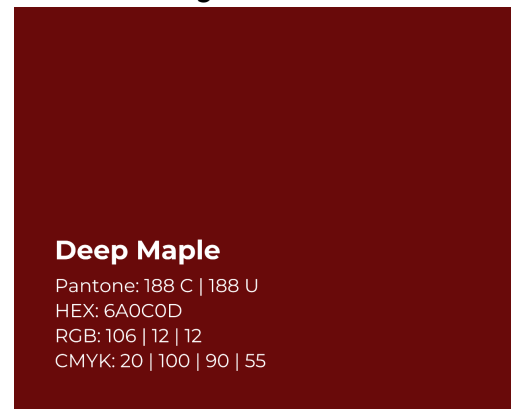 Deep Maple
Pantone: 188 C | 188 U
HEX: 6A0C0D
RGB: 106 | 12 | 12
CMYK: 20 | 100 | 90 | 55